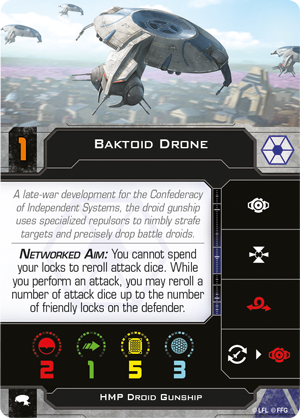 Baktoid Drone
1
A late-war development for the Confederacy
of Independent Systems, the droid gunship
uses specialized repulsors to nimbly strafe
targets and precisely drop battle droids.
Networked Aim: You cannot spend
your locks to reroll attack dice. While
you perform an attack, you may reroll a
number of attack dice up to the number
of friendly locks on the defender.
2 1 5 3
HMP Droid Gunship
©LFL ©FFG